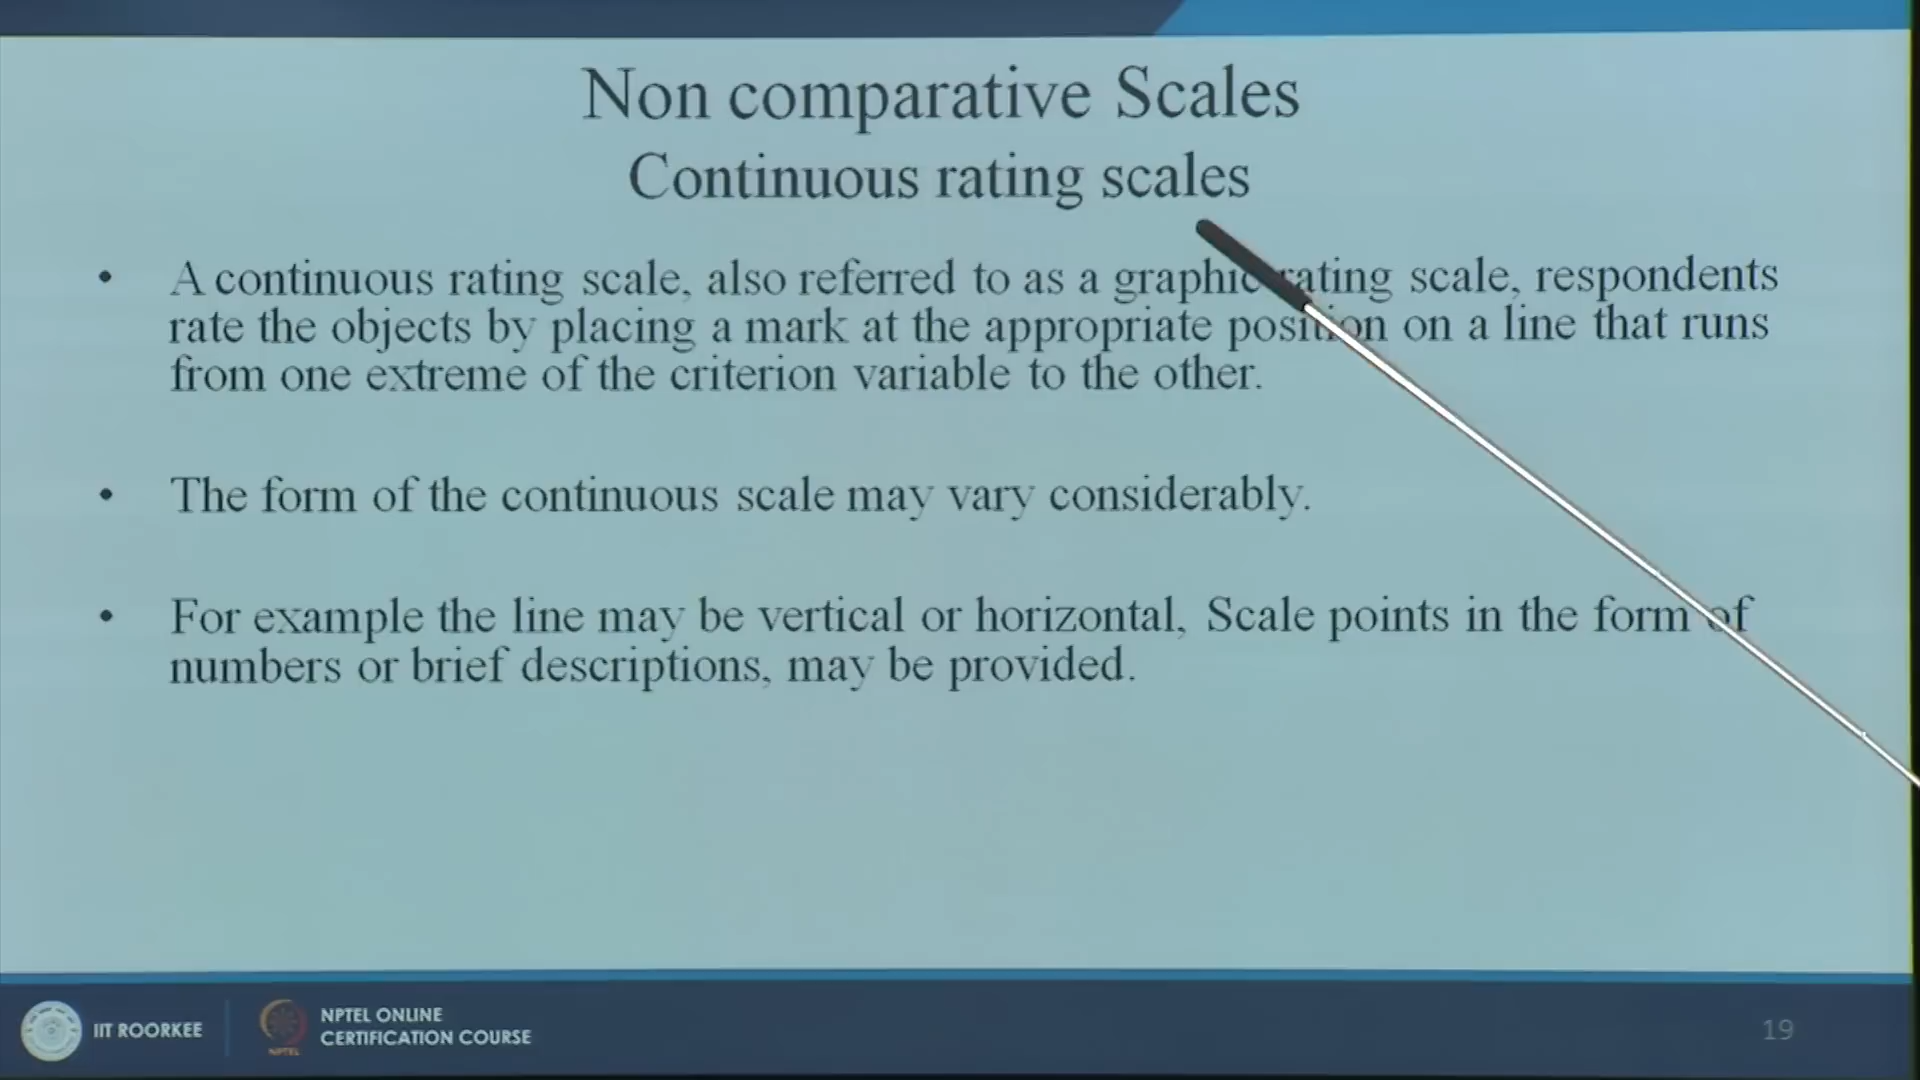 Non comparative Scales
Continuous rating scales
• A continuous rating scale, also referred to as a graphic rating scale, respondents
rate the objects by placing a mark at the appropriate position on a line that runs
from one extreme of the criterion variable to the other.
• The form of the continuous scale may vary considerably.
• For example the line may be vertical or horizontal, Scale points in the form of
numbers or brief descriptions, may be provided.
IIT ROORKEE
NPTEL
NPTEL ONLINE
CERTIFICATION COURSE
19